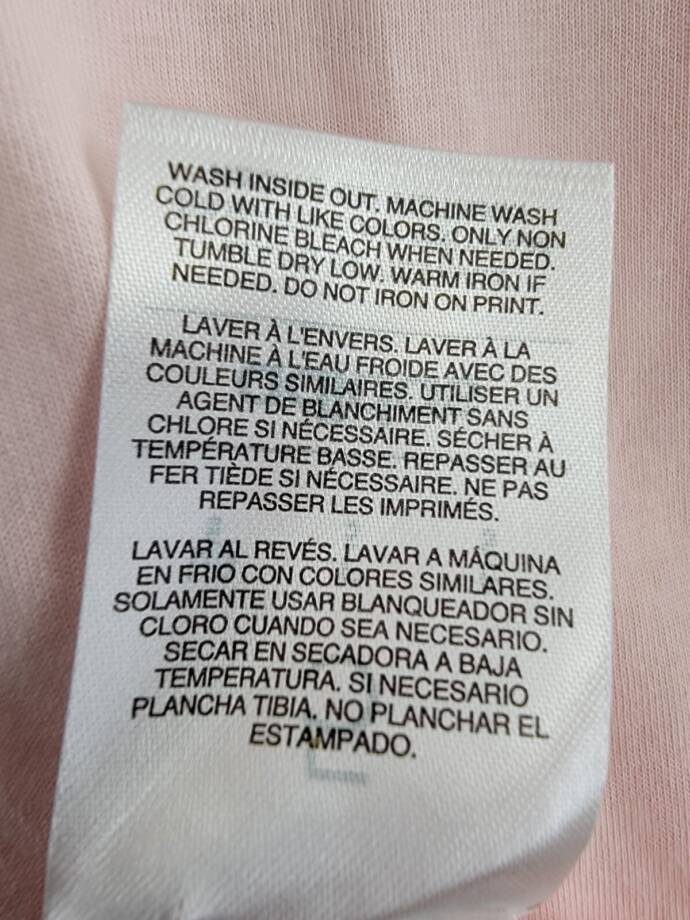 WASH INSIDE OUT. MACHINE WASH
COLD WITH LIKE COLORS. ONLY NON
CHLORINE BLEACH WHEN NEEDED.
TUMBLE DRY LOW. WARM IRON IF
NEEDED. DO NOT IRON ON PRINT.
LAVER À L'ENVERS. LAVER À LA
MACHINE À L'EAU FROIDE AVEC DES
COULEURS SIMILAIRES. UTILISER UN
AGENT DE BLANCHIMENT SANS
CHLORE SI NÉCESSAIRE. SÉCHER À
TEMPÉRATURE BASSE. REPASSER AU
FER TIÈDE SI NÉCESSAIRE. NE PAS
REPASSER LES IMPRIMÉS.
LAVAR AL REVÉS. LAVAR A MÁQUINA
EN FRIO CON COLORES SIMILARES.
SOLAMENTE USAR BLANQUEADOR SIN
CLORO CUANDO SEA NECESARIO.
SECAR EN SECADORA A BAJA
TEMPERATURA. SI NECESARIO
PLANCHA TIBIA. NO PLANCHAR EL
ESTAMPADO.